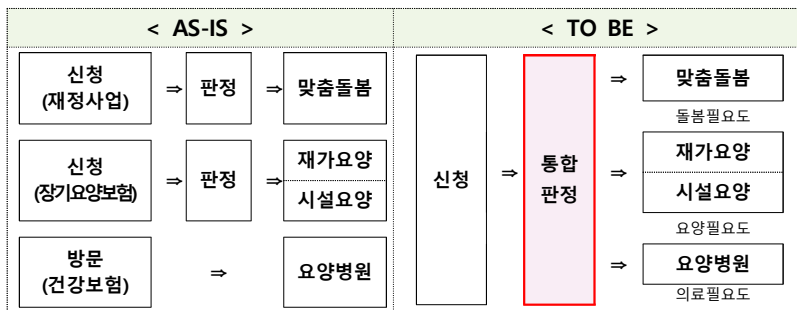 < AS-IS >
신청
(재정사업)
⇒
판정
⇒
맞춤돌봄
신청
(장기요양보험)
⇒
판정
⇒
재가요양
시설요양
방문
(건강보험)
⇒
요양병원
< TO BE >
신청
⇒
통합
판정
⇒
맞춤돌봄
돌봄필요도
⇒
재가요양
시설요양
요양필요도
⇒
요양병원
의료필요도